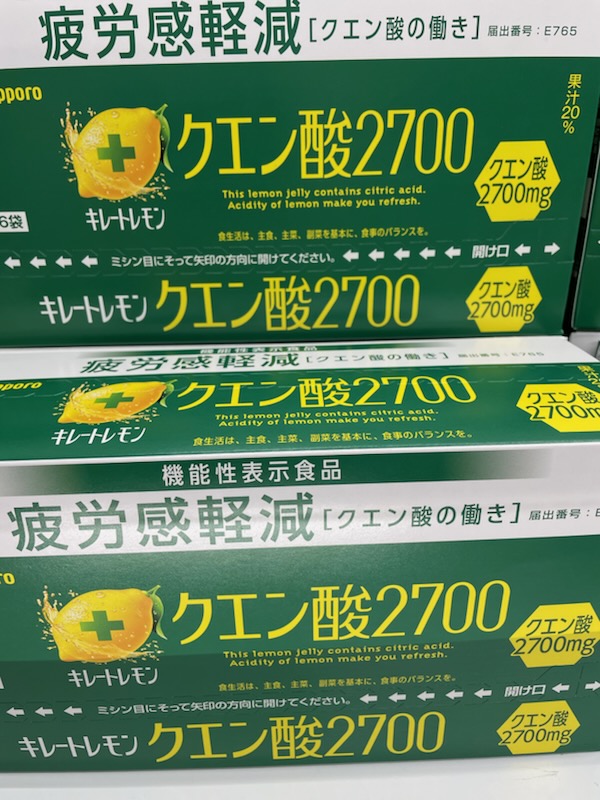 疲労感軽減[クエン酸の働き] 届出番号：E765
pporo
果汁20%
クエン酸2700
クエン酸
2700mg
This lemon jelly contains citric acid.
Acidity of lemon make you refresh.
キレートレモン
6袋
食生活は、主食、主菜、副菜を基本に、食事のバランスを。
ミシン目にそって矢印の方向に開けてください。 開け口
キレートレモン クエン酸2700
クエン酸
2700mg
機能性表示食品
疲労感軽減[クエン酸の働き] 届出番号：E765
pporo
クエン酸2700
クエン酸
2700m
This lemon jelly contains citric acid.
Acidity of lemon make you refresh.
キレートレモン
食生活は、主食、主菜、副菜を基本に、食事のバランスを。
機能性表示食品
疲労感軽減[クエン酸の働き] 届出番号：E
ro
クエン酸2700
クエン酸
2700mg
This lemon jelly contains citric acid.
Acidity of lemon make you refresh.
キレートレモン
食生活は、主食、主菜、副菜を基本に、食事のバランスを。
ミシン目にそって矢印の方向に開けてください。 開け口
キレートレモン クエン酸2700
クエン酸
2700mg